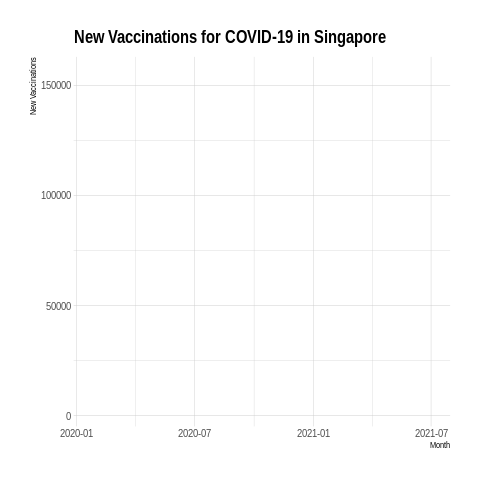 New Vaccinations for COVID-19 in Singapore
New Vaccinations
150000
100000
50000
0
2020-01 2020-07 2021-01 2021-07
Month